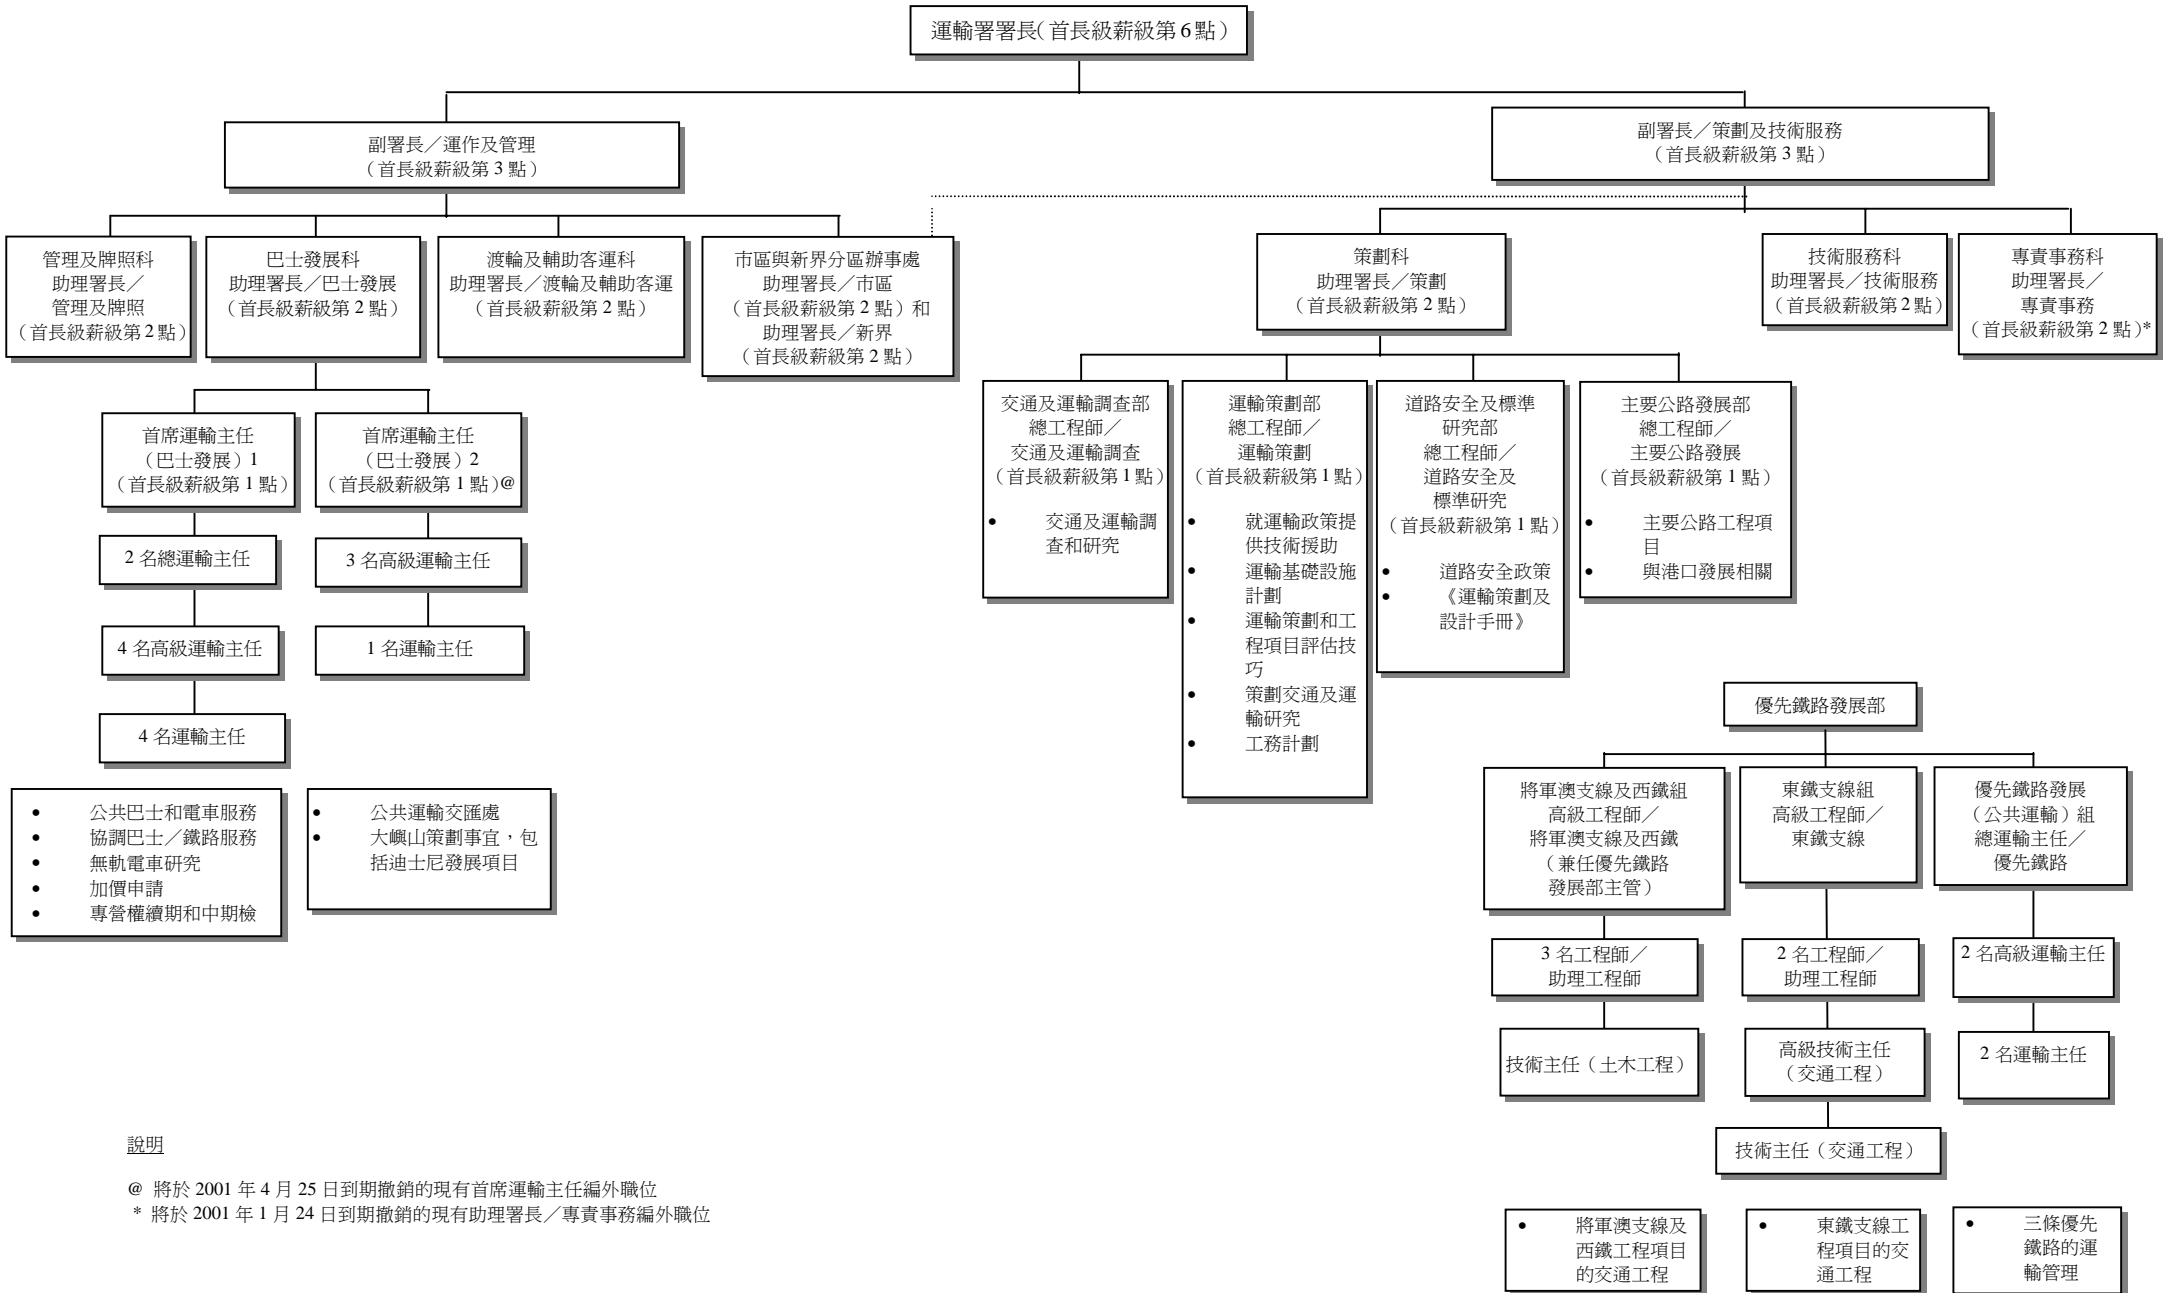 運輸署署長(首長級薪級第 6 點)
副署長／運作及管理
(首長級薪級第 3 點)
副署長／策劃及技術服務
(首長級薪級第 3 點)
管理及牌照科
助理署長／
管理及牌照
(首長級薪級第 2 點)
巴士發展科
助理署長／巴士發展
(首長級薪級第 2 點)
渡輪及輔助客運科
助理署長／渡輪及輔助客運
(首長級薪級第 2 點)
市區與新界分區辦事處
助理署長／市區
(首長級薪級第 2 點) 和
助理署長／新界
(首長級薪級第 2 點)
策劃科
助理署長／策劃
(首長級薪級第 2 點)
技術服務科
助理署長／技術服務
(首長級薪級第 2 點)
專責事務科
助理署長／
專責事務
(首長級薪級第 2 點)*
首席運輸主任
(巴士發展) 1
(首長級薪級第 1 點)
首席運輸主任
(巴士發展) 2
(首長級薪級第 1 點)@
2 名總運輸主任
3 名高級運輸主任
4 名高級運輸主任
1 名運輸主任
4 名運輸主任
• 公共巴士和電車服務
• 協調巴士／鐵路服務
• 無軌電車研究
• 加價申請
• 專營權續期和中期檢
• 公共運輸交匯處
• 大嶼山策劃事宜，包
括迪士尼發展項目
交通及運輸調查部
總工程師／
交通及運輸調查
(首長級薪級第 1 點)
• 交通及運輸調
查和研究
運輸策劃部
總工程師／
運輸策劃
(首長級薪級第 1 點)
• 就運輸政策提
供技術援助
• 運輸基礎設施
計劃
• 運輸策劃和工
程項目評估技
巧
• 策劃交通及運
輸研究
• 工務計劃
道路安全及標準
研究部
總工程師／
道路安全及
標準研究
(首長級薪級第 1 點)
• 道路安全政策
• 《運輸策劃及
設計手冊》
主要公路發展部
總工程師／
主要公路發展
(首長級薪級第 1 點)
• 主要公路工程項
目
• 與港口發展相關
優先鐵路發展部
將軍澳支線及西鐵組
高級工程師／
將軍澳支線及西鐵
(兼任優先鐵路
發展部主管)
東鐵支線組
高級工程師／
東鐵支線
優先鐵路發展
(公共運輸) 組
總運輸主任／
優先鐵路
3 名工程師／
助理工程師
2 名工程師／
助理工程師
2 名高級運輸主任
技術主任 (土木工程)
高級技術主任
(交通工程)
2 名運輸主任
技術主任 (交通工程)
• 將軍澳支線及
西鐵工程項目
的交通工程
• 東鐵支線工
程項目的交
通工程
• 三條優先
鐵路的運
輸管理
說明
@ 將於 2001 年 4 月 25 日到期撤銷的現有首席運輸主任編外職位
* 將於 2001 年 1 月 24 日到期撤銷的現有助理署長／專責事務編外職位